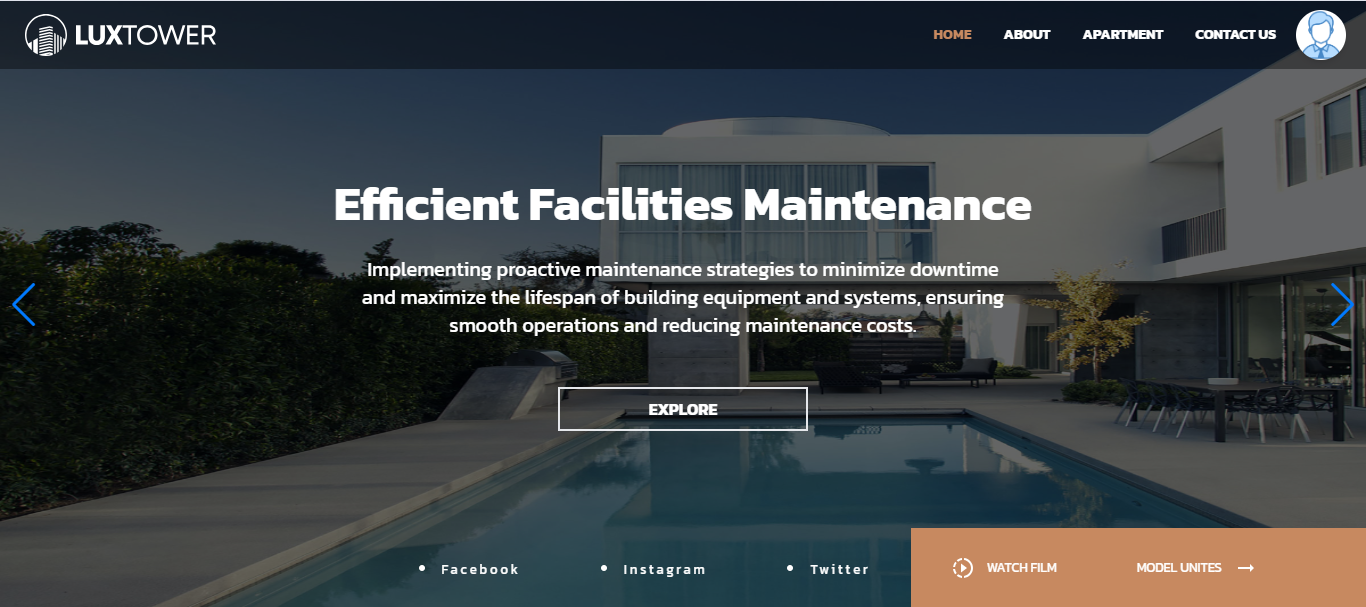 LUXTOWER
HOME ABOUT APARTMENT CONTACT US
Efficient Facilities Maintenance
Implementing proactive maintenance strategies to minimize downtime
and maximize the lifespan of building equipment and systems, ensuring
smooth operations and reducing maintenance costs.
EXPLORE
Facebook Instagram Twitter
WATCH FILM MODEL UNITES